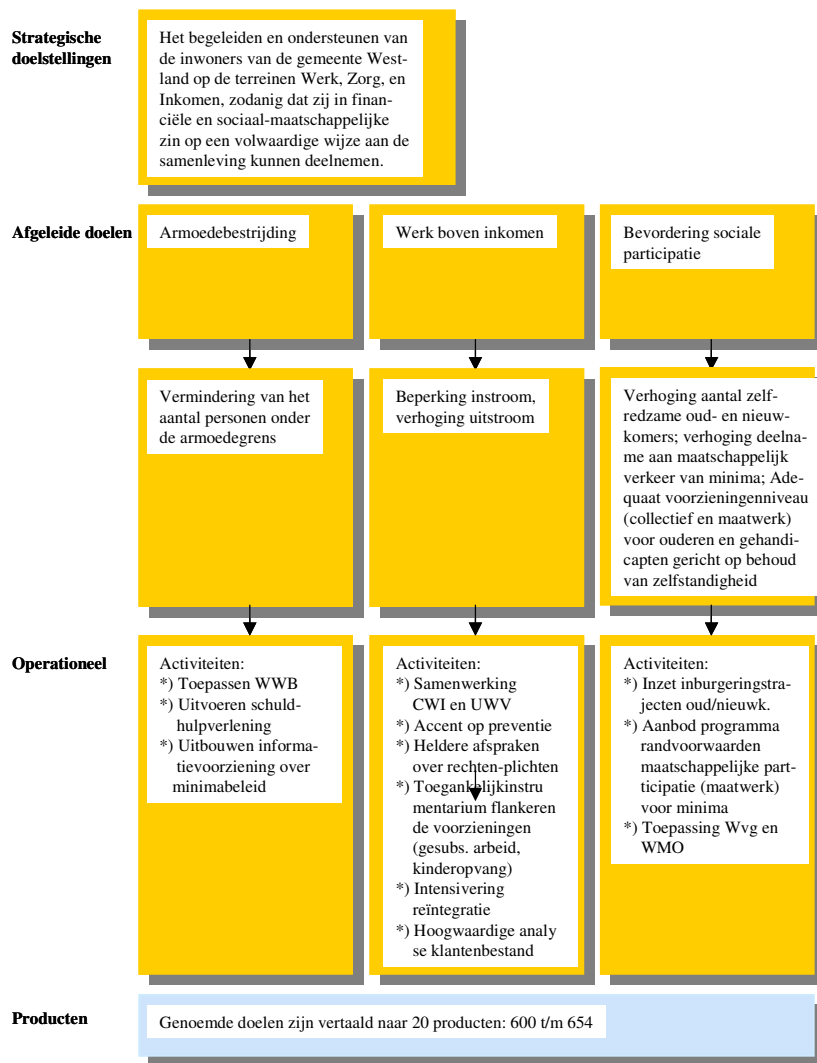 Strategische
doelstellingen
Het begeleiden en ondersteunen van
de inwoners van de gemeente West-
land op de terreinen Werk, Zorg, en
Inkomen, zodanig dat zij in finan-
ciële en sociaal-maatschappelijke
zin op een volwaardige wijze aan de
samenleving kunnen deelnemen.
Afgeleide doelen
Armoedebestrijding
Werk boven inkomen
Bevordering sociale
participatie
Vermindering van het
aantal personen onder
de armoedegrens
Beperking instroom,
verhoging uitstroom
Verhoging aantal zelf-
redzame oud- en nieuw-
komers; verhoging deelna-
me aan maatschappelijk
verkeer van minima; Ade-
quaat voorzieningenniveau
(collectief en maatwerk)
voor ouderen en gehandi-
capten gericht op behoud
van zelfstandigheid
Operationeel
Activiteiten:
*) Toepassen WWB
*) Uitvoeren schuld-
hulpverlening
*) Uitbouwen informa-
tievoorziening over
minimabeleid
Activiteiten:
*) Samenwerking
CWI en UWV
*) Accent op preventie
*) Heldere afspraken
over rechten-plichten
*) Toegankelijkinstru
mentarium flankeren
de voorzieningen
(gesubs. arbeid,
kinderopvang)
*) Intensivering
reïntegratie
*) Hoogwaardige analy
se klantenbestand
Activiteiten:
*) Inzet inburgeringstra-
jecten oud/nieuwk.
*) Aanbod programma
randvoorwaarden
maatschappelijke part-
icipatie (maatwerk)
voor minima
*) Toepassing Wvg en
WMO
Producten
Genoemde doelen zijn vertaald naar 20 producten: 600 t/m 654